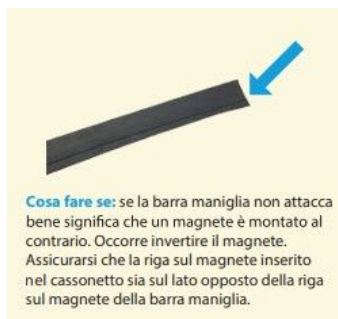 Cosa fare se: se la barra maniglia non attacca
bene significa che un magnete è montato al
contrario. Occorre invertire il magnete.
Assicurarsi che la riga sul magnete inserito
nel cassonetto sia sul lato opposto della riga
sul magnete della barra maniglia.